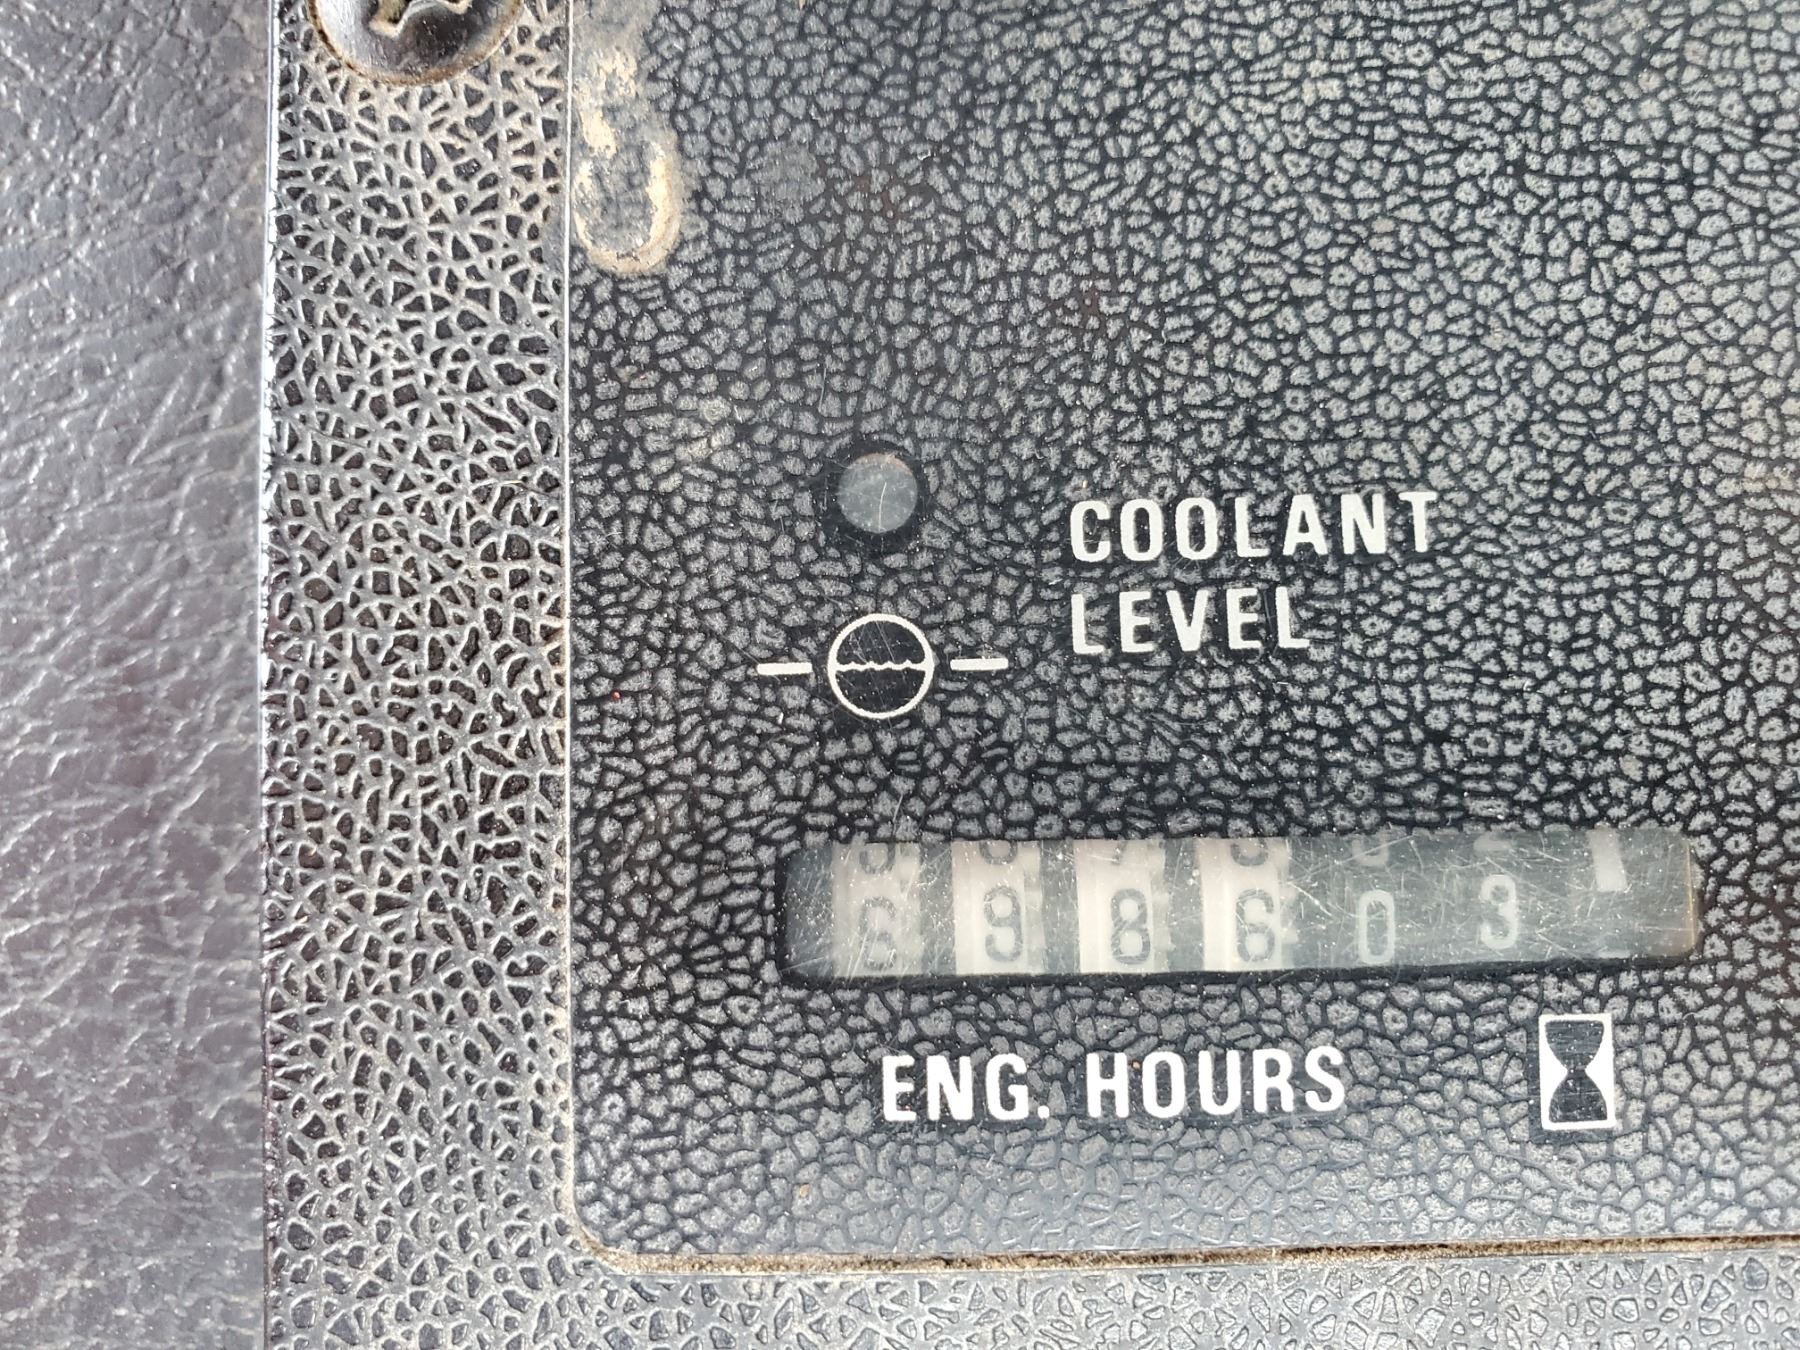 COOLANT
LEVEL
698603
ENG. HOURS